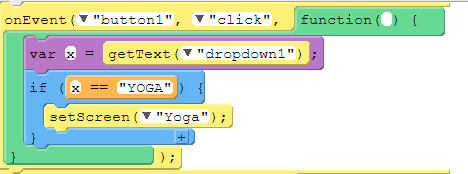 onEvent(▼"button1", ▼"click", function( ) {
var x = getText(▼"dropdown1");
if (x == "YOGA") {
setScreen(▼"Yoga");
} +
} );